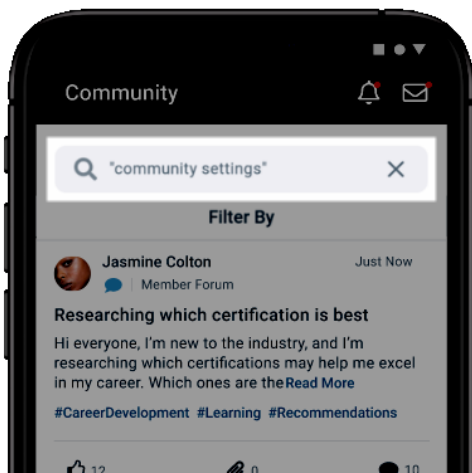 Community
"community settings"
Filter By
Jasmine Colton Just Now
Member Forum
Researching which certification is best
Hi everyone, I'm new to the industry, and I'm
researching which certifications may help me excel
in my career. Which ones are the Read More
#CareerDevelopment #Learning #Recommendations
12 0 10